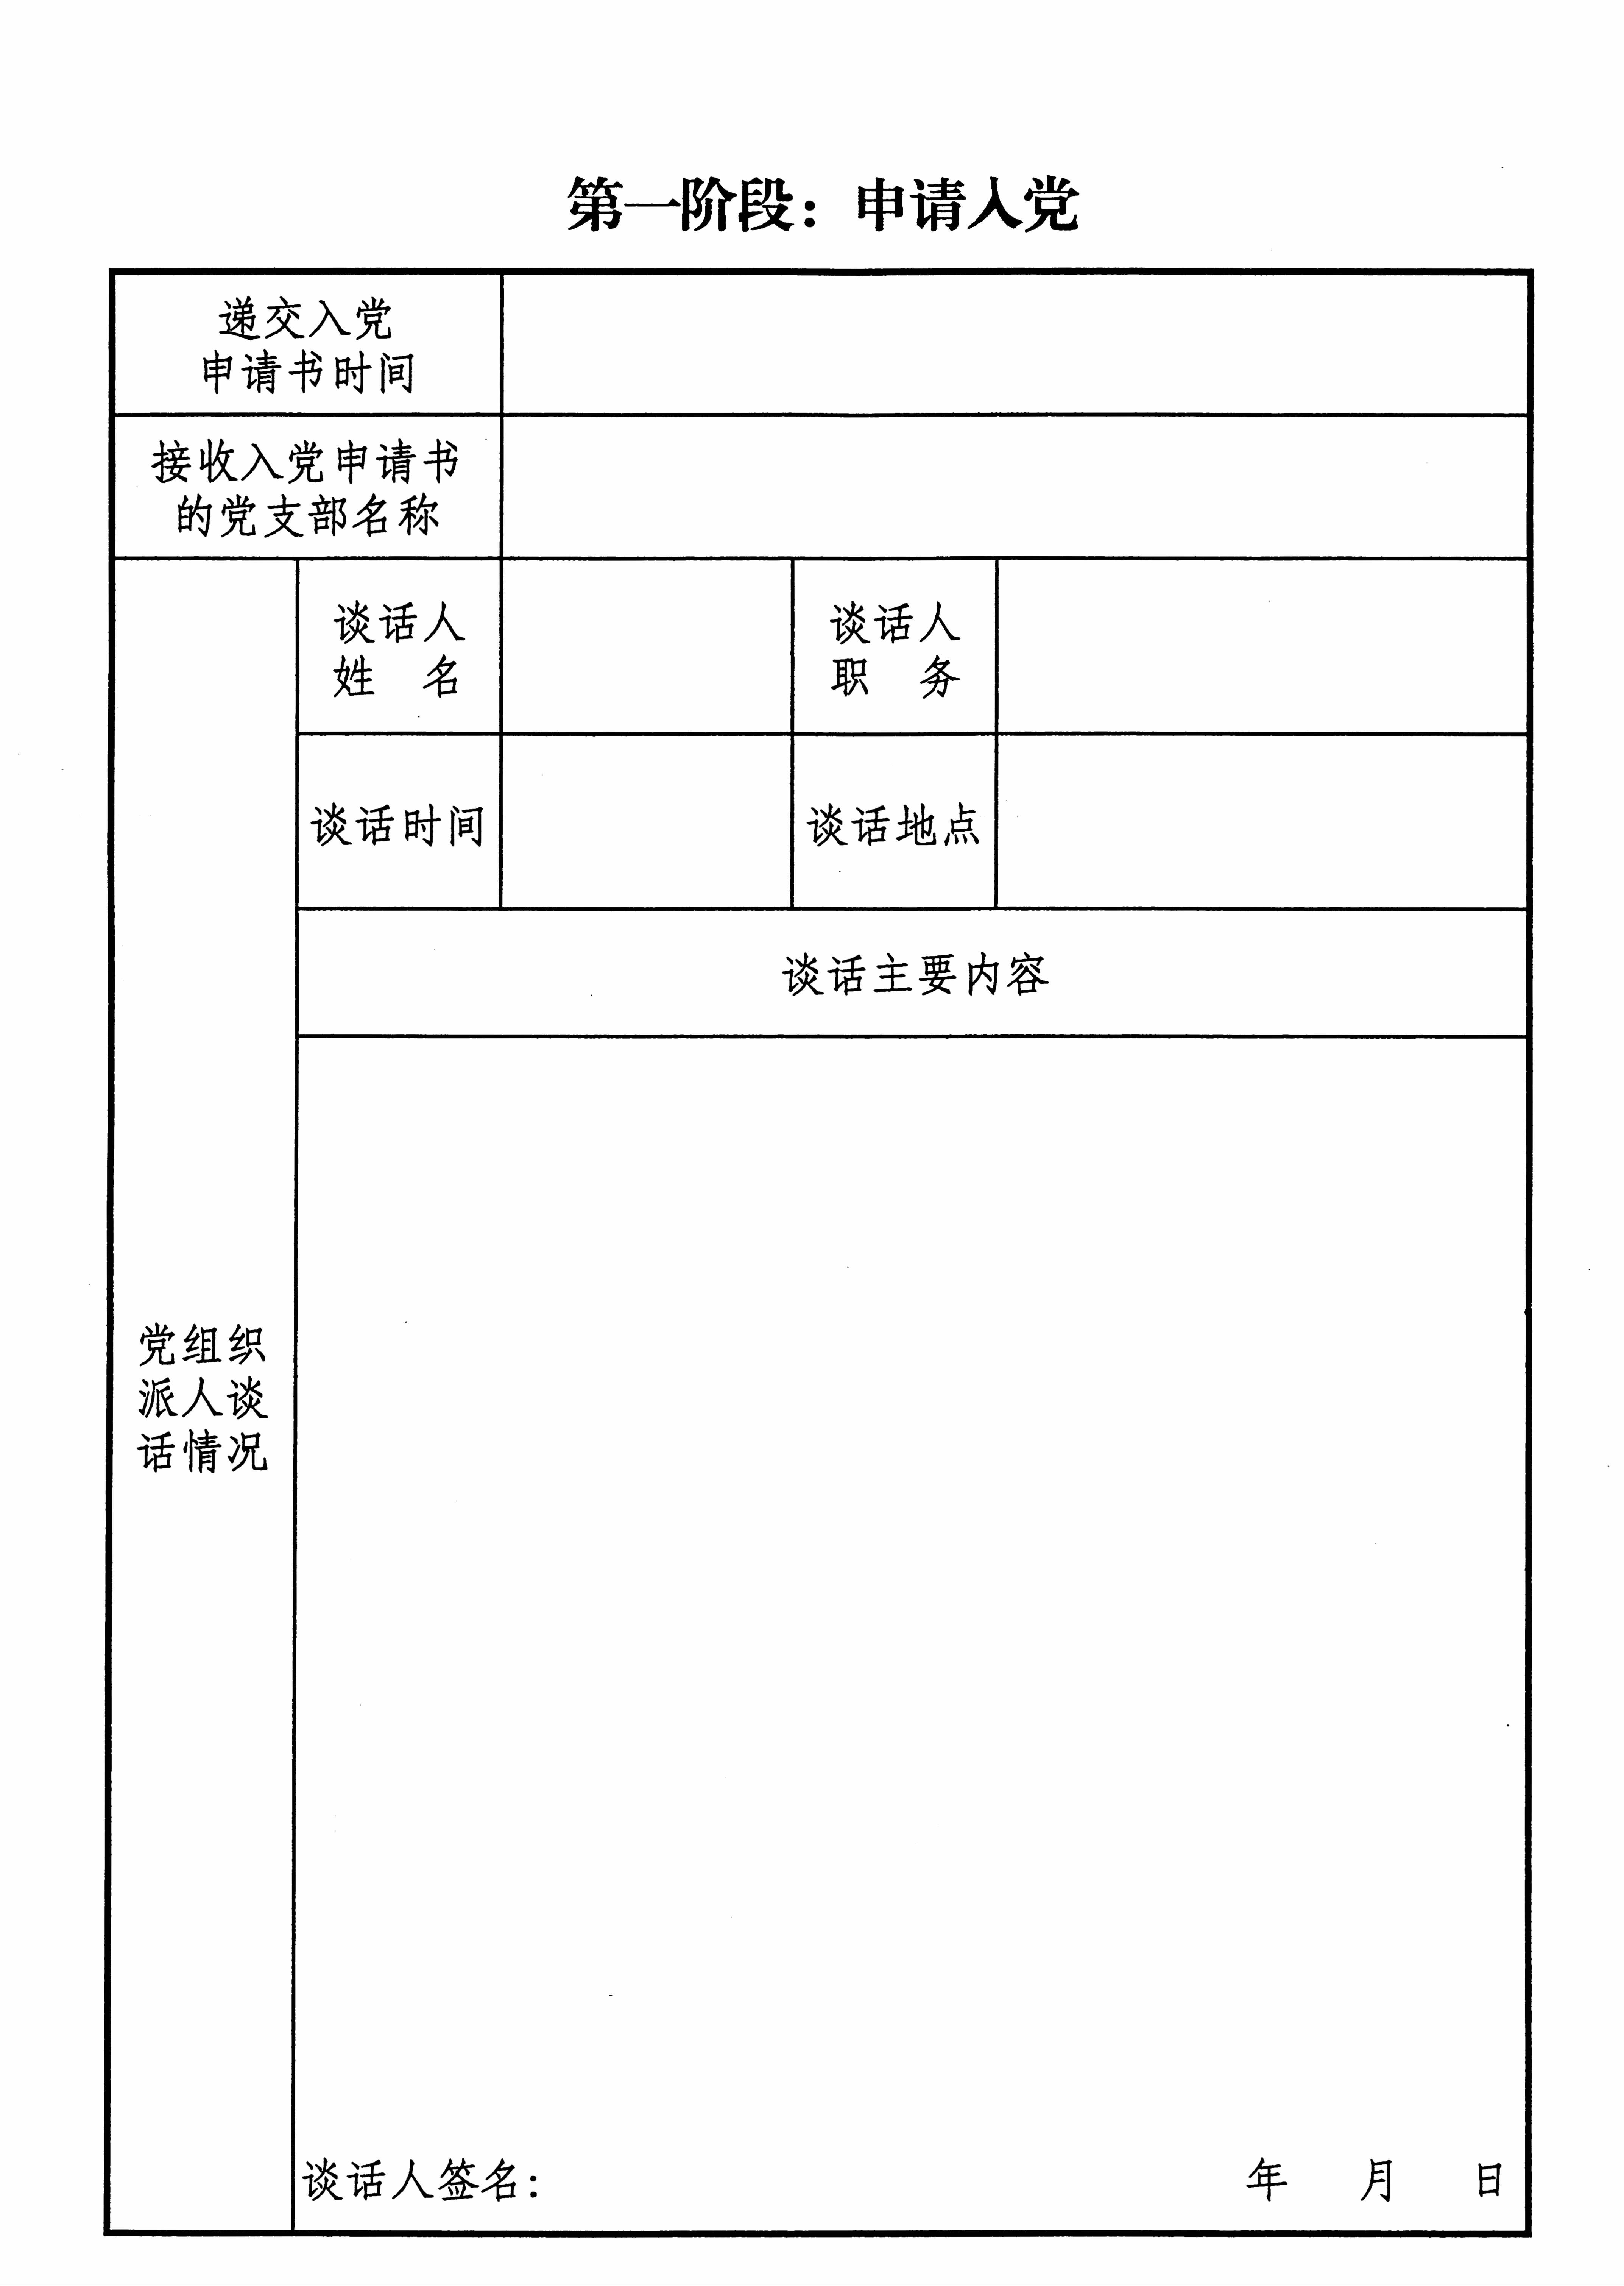 第一阶段：申请入党
递交入党
申请书时间
接收入党申请书
的党支部名称
谈话人
姓　名
谈话人
职　务
谈话时间
谈话地点
谈话主要内容
党组织
派人谈
话情况
谈话人签名：
年　月　日